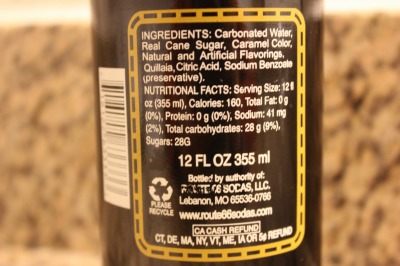 INGREDIENTS: Carbonated Water,
Real Cane Sugar, Caramel Color,
Natural and Artificial Flavorings,
Quillaia, Citric Acid, Sodium Benzoate
(preservative).
NUTRITIONAL FACTS: Serving Size: 12 fl
oz (355 ml), Calories: 160, Total Fat: 0 g
(0%), Protein: 0 g (0%), Sodium: 41 mg
(2%), Total carbohydrates: 28 g (9%),
Sugars: 28G
12 FL OZ 355 ml
Bottled by authority of:
ROUTE 66 SODAS, LLC.
Lebanon, MO 65536-0766
www.route66sodas.com
PLEASE
RECYCLE
CA CASH REFUND
CT, DE, MA, NY, VT, ME, IA OR 5¢ REFUND